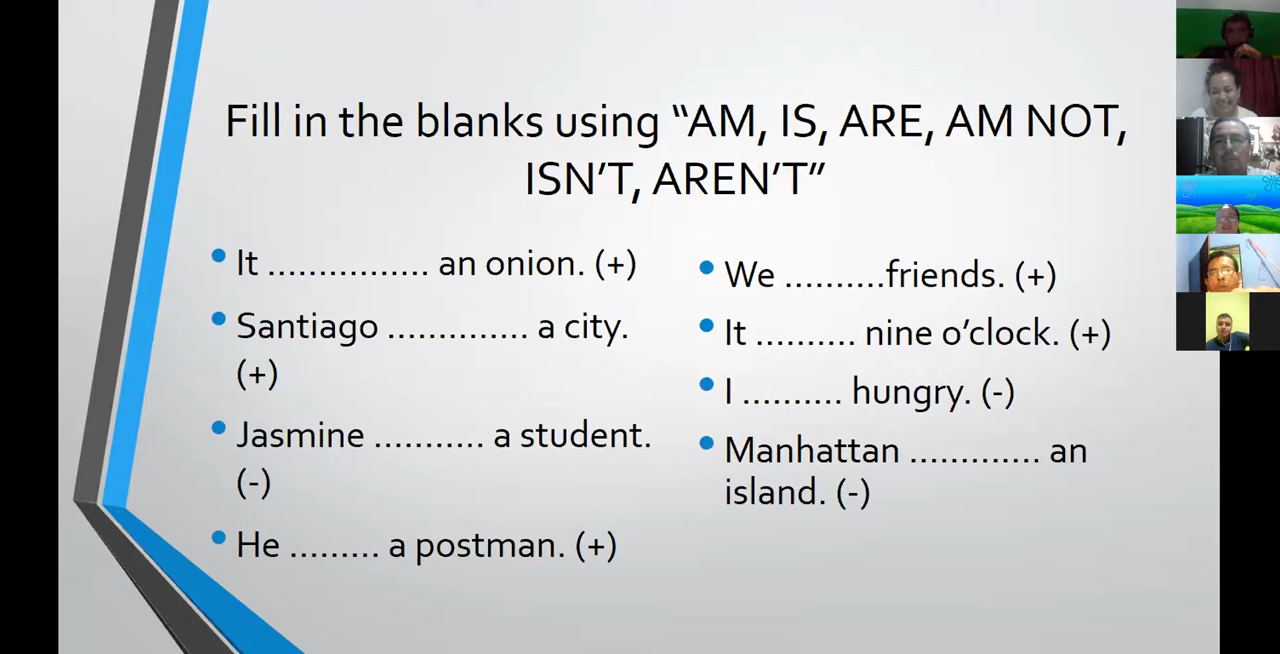 Fill in the blanks using “AM, IS, ARE, AM NOT,
ISN’T, AREN’T”
It ................ an onion. (+)
Santiago .............. a city.
(+)
Jasmine ........... a student.
(-)
He ......... a postman. (+)
We ..........friends. (+)
It .......... nine o’clock. (+)
I .......... hungry. (-)
Manhattan ............. an
island. (-)